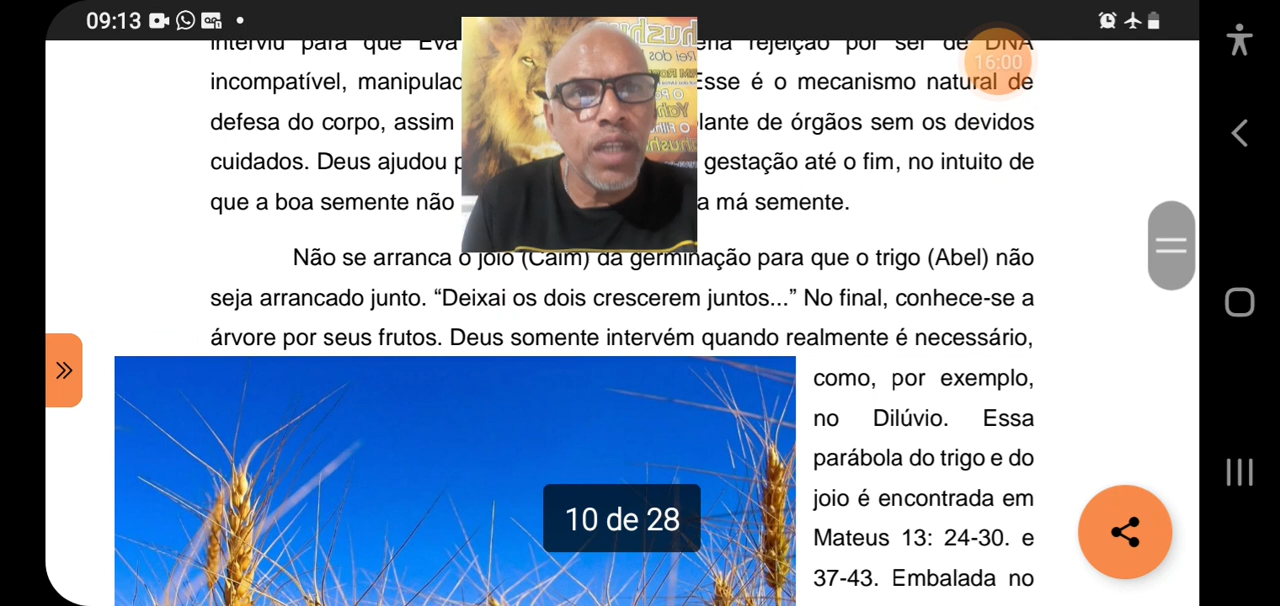 09:13
16:00
interviu para que Eva rejeição por ser de DNA
incompatível, Esse é o mecanismo natural de
defesa do corpo, assim de órgãos sem os devidos
cuidados. Deus ajudou gestação até o fim, no intuito de
que a boa semente não má semente.
Não se arranca o joio (Caim) da germinação para que o trigo (Abel) não
seja arrancado junto. “Deixai os dois crescerem juntos...” No final, conhece-se a
árvore por seus frutos. Deus somente intervém quando realmente é necessário,
como, por exemplo,
no Dilúvio. Essa
parábola do trigo e do
joio é encontrada em
Mateus 13: 24-30. e
37-43. Embalada no
10 de 28